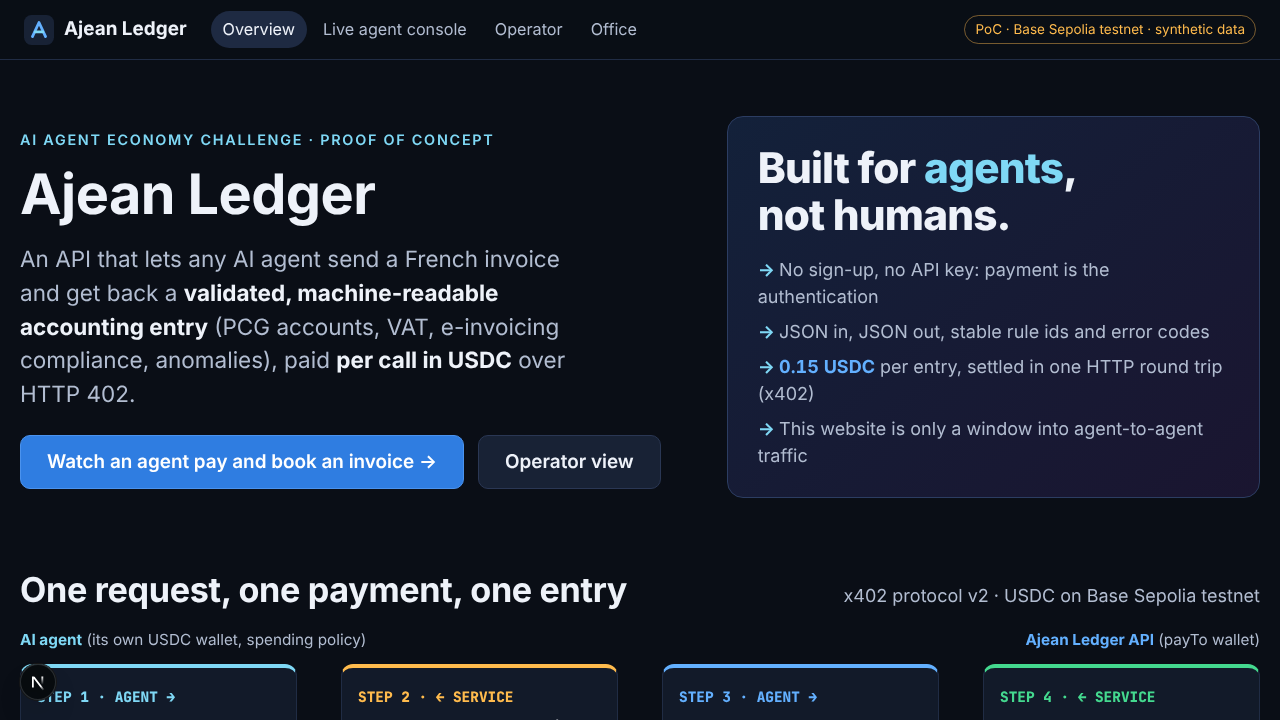 Ajean Ledger
Overview
Live agent console
Operator
Office
PoC · Base Sepolia testnet · synthetic data
AI AGENT ECONOMY CHALLENGE · PROOF OF CONCEPT
Ajean Ledger
An API that lets any AI agent send a French invoice
and get back a validated, machine-readable
accounting entry (PCG accounts, VAT, e-invoicing
compliance, anomalies), paid per call in USDC over
HTTP 402.
Watch an agent pay and book an invoice →
Operator view
Built for agents,
not humans.
→ No sign-up, no API key: payment is the
authentication
→ JSON in, JSON out, stable rule ids and error codes
→ 0.15 USDC per entry, settled in one HTTP round trip
(x402)
→ This website is only a window into agent-to-agent
traffic
One request, one payment, one entry
x402 protocol v2 · USDC on Base Sepolia testnet
AI agent (its own USDC wallet, spending policy)
Ajean Ledger API (payTo wallet)
STEP 1 · AGENT →
STEP 2 · ← SERVICE
STEP 3 · AGENT →
STEP 4 · ← SERVICE